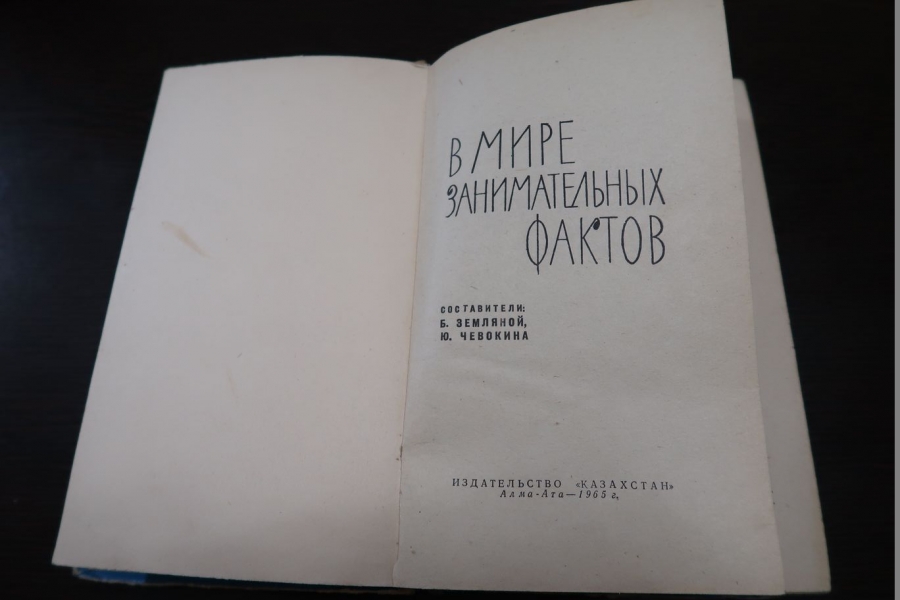 В МИРЕ
ЗАНИМАТЕЛЬНЫХ
ФАКТОВ
СОСТАВИТЕЛИ:
Б. ЗЕМЛЯНОЙ,
Ю. ЧЕВОКИНА
ИЗДАТЕЛЬСТВО «КАЗАХСТАН»
Алма-Ата—1965 г.